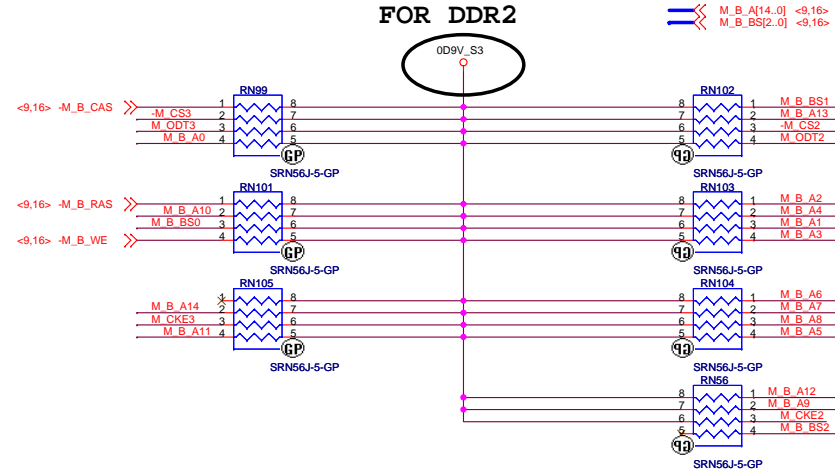 FOR DDR2
M_B_A[14..0] <9,16>
M_B_BS[2..0] <9,16>
0D9V_S3
RN99
<9,16> -M_B_CAS 1 8
-M_CS3 2 7
M_ODT3 3 6
M_B_A0 4 5
GP
SRN56J-5-GP
RN102
8 1 M_B_BS1
7 2 M_B_A13
6 3 -M_CS2
5 4 M_ODT2
GP
SRN56J-5-GP
RN101
<9,16> -M_B_RAS 1 8
M_B_A10 2 7
M_B_BS0 3 6
<9,16> -M_B_WE 4 5
GP
SRN56J-5-GP
RN103
8 1 M_B_A2
7 2 M_B_A4
6 3 M_B_A1
5 4 M_B_A3
GP
SRN56J-5-GP
RN105
1 8
M_B_A14 2 7
M_CKE3 3 6
M_B_A11 4 5
GP
SRN56J-5-GP
RN104
8 1 M_B_A6
7 2 M_B_A7
6 3 M_B_A8
5 4 M_B_A5
GP
SRN56J-5-GP
RN56
8 1 M_B_A12
7 2 M_B_A9
6 3 M_CKE2
5 4 M_B_BS2
GP
SRN56J-5-GP